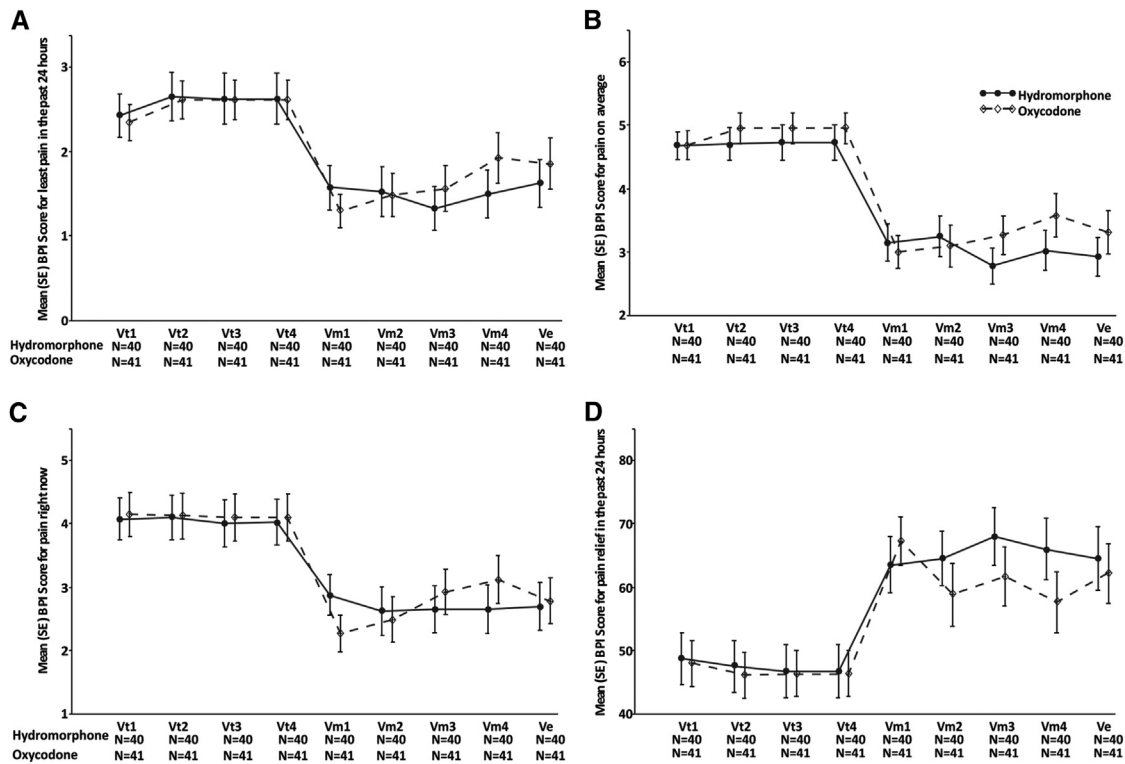 A
Mean (SE) BPI Score for least pain in the past 24 hours
3
2
1
0
Vt1 Vt2 Vt3 Vt4 Vm1 Vm2 Vm3 Vm4 Ve
Hydromorphone N=40 N=40 N=40 N=40 N=40 N=40 N=40 N=40 N=40
Oxycodone N=41 N=41 N=41 N=41 N=41 N=41 N=41 N=41 N=41
B
Mean (SE) BPI Score for pain on average
6
5
4
3
2
Hydromorphone
Oxycodone
Vt1 Vt2 Vt3 Vt4 Vm1 Vm2 Vm3 Vm4 Ve
N=40 N=40 N=40 N=40 N=40 N=40 N=40 N=40 N=40
N=41 N=41 N=41 N=41 N=41 N=41 N=41 N=41 N=41
C
Mean (SE) BPI Score for pain right now
5
4
3
2
1
Vt1 Vt2 Vt3 Vt4 Vm1 Vm2 Vm3 Vm4 Ve
Hydromorphone N=40 N=40 N=40 N=40 N=40 N=40 N=40 N=40 N=40
Oxycodone N=41 N=41 N=41 N=41 N=41 N=41 N=41 N=41 N=41
D
Mean (SE) BPI Score for pain relief in the past 24 hours
80
70
60
50
40
Vt1 Vt2 Vt3 Vt4 Vm1 Vm2 Vm3 Vm4 Ve
N=40 N=40 N=40 N=40 N=40 N=40 N=40 N=40 N=40
N=41 N=41 N=41 N=41 N=41 N=41 N=41 N=41 N=41